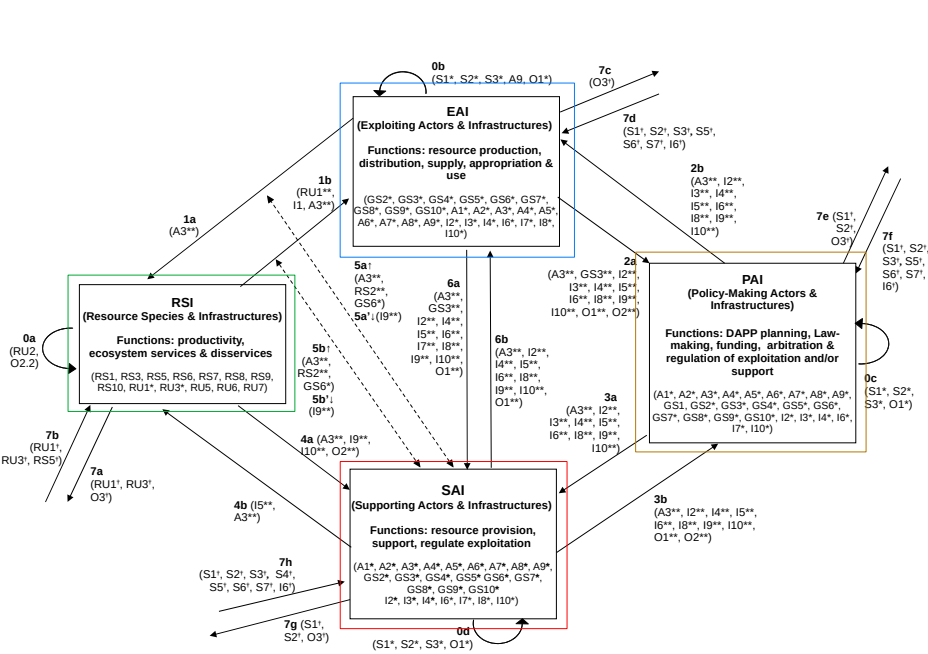 0b
(S1*, S2*, S3*, A9, O1*)
7c
(O3†)
EAI
(Exploiting Actors & Infrastructures)
Functions: resource production,
distribution, supply, appropriation &
use
(GS2*, GS3*, GS4*, GS5*, GS6*, GS7*,
GS8*, GS9*, GS10*, A1*, A2*, A3*, A4*, A5*,
A6*, A7*, A8*, A9*, I2*, I3*, I4*, I6*, I7*, I8*,
I10*)
7d
(S1†, S2†, S3†, S5†,
S6†, S7†, I6†)
2b
(A3**, I2**,
I3**, I4**,
I5**, I6**,
I8**, I9**,
I10**)
1b
(RU1**,
I1, A3**)
1a
(A3**)
7e (S1†,
S2†,
O3†)
7f
(S1†, S2†,
S3†, S5†,
S6†, S7†,
I6†)
2a
(A3**, GS3**, I2**,
I3**, I4**, I5**,
I6**, I8**, I9**,
I10**, O1**, O2**)
5a↑
(A3**,
RS2**,
GS6*)
5a'↓(I9**)
6a
(A3**,
GS3**,
I2**, I4**,
I5**, I6**,
I7**, I8**,
I9**, I10**,
O1**)
6b
(A3**, I2**,
I4**, I5**,
I6**, I8**,
I9**, I10**,
O1**)
RSI
(Resource Species & Infrastructures)
Functions: productivity,
ecosystem services & disservices
(RS1, RS3, RS5, RS6, RS7, RS8, RS9,
RS10, RU1*, RU3*, RU5, RU6, RU7)
0a
(RU2,
O2.2)
PAI
(Policy-Making Actors &
Infrastructures)
Functions: DAPP planning, Law-
making, funding, arbitration &
regulation of exploitation and/or
support
(A1*, A2*, A3*, A4*, A5*, A6*, A7*, A8*, A9*,
GS1, GS2*, GS3*, GS4*, GS5*, GS6*,
GS7*, GS8*, GS9*, GS10*, I2*, I3*, I4*, I6*,
I7*, I10*)
0c
(S1*, S2*,
S3*, O1*)
5b↑
(A3**,
RS2**,
GS6*)
5b'↓
(I9**)
3a
(A3**, I2**,
I3**, I4**, I5**,
I6**, I8**, I9**,
I10**)
7b
(RU1†,
RU3†, RS5†)
7a
(RU1†, RU3†,
O3†)
4a (A3**, I9**,
I10**, O2**)
4b (I5**,
A3**)
SAI
(Supporting Actors & Infrastructures)
Functions: resource provision,
support, regulate exploitation
(A1*, A2*, A3*, A4*, A5*, A6*, A7*, A8*, A9*,
GS2*, GS3*, GS4*, GS5* GS6*, GS7*,
GS8*, GS9*, GS10*
I2*, I3*, I4*, I6*, I7*, I8*, I10*)
3b
(A3**, I2**, I4**, I5**,
I6**, I8**, I9**, I10**,
O1**, O2**)
7h
(S1†, S2†, S3†, S4†,
S5†, S6†, S7†, I6†)
7g (S1†,
S2†, O3†)
0d
(S1*, S2*, S3*, O1*)